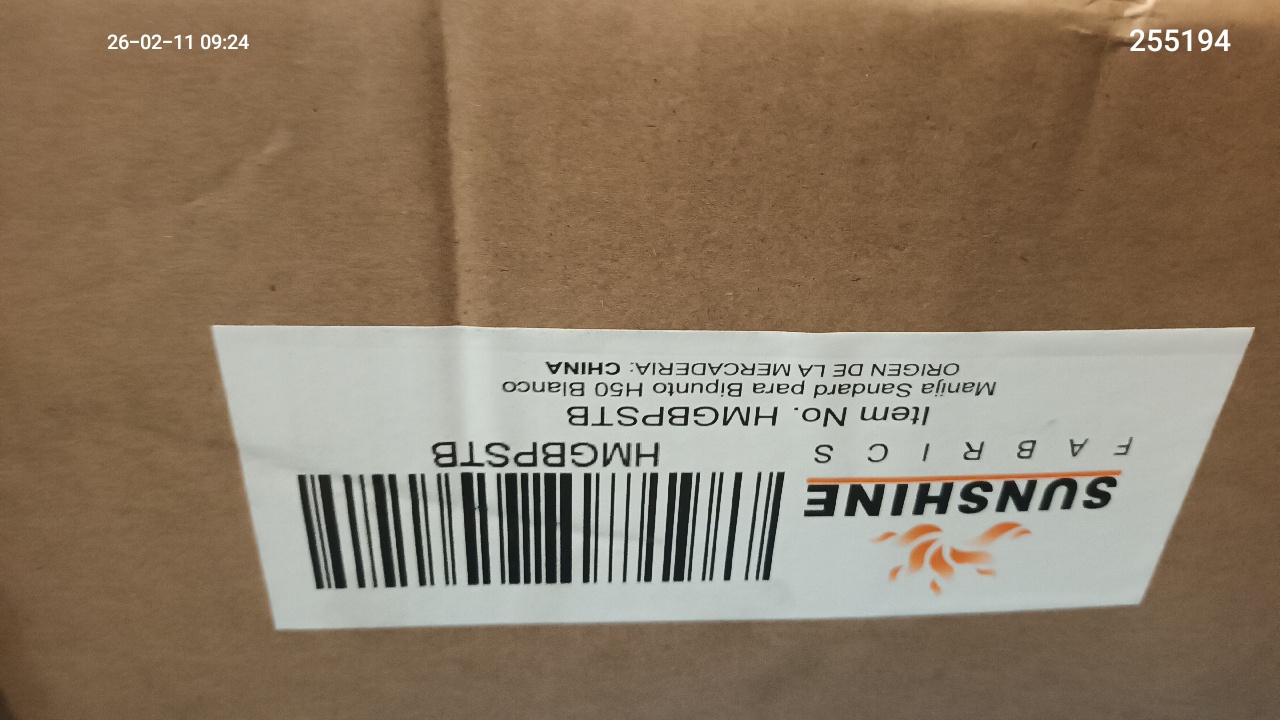 26-02-11 09:24
255194
SUNSHINE
FABRICS
HMGBPSTB
Item No. HMGBPSTB
Manija Sandard para Bipunto H50 Blanco
ORIGEN DE LA MERCADERIA: CHINA